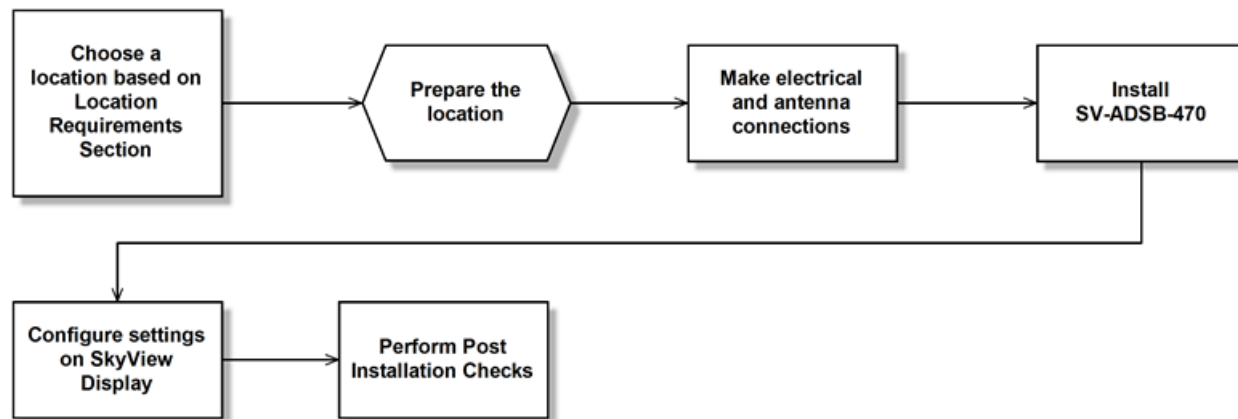 Choose a
location based on
Location
Requirements
Section
Prepare the
location
Make electrical
and antenna
connections
Install
SV-ADSB-470
Configure settings
on SkyView
Display
Perform Post
Installation Checks